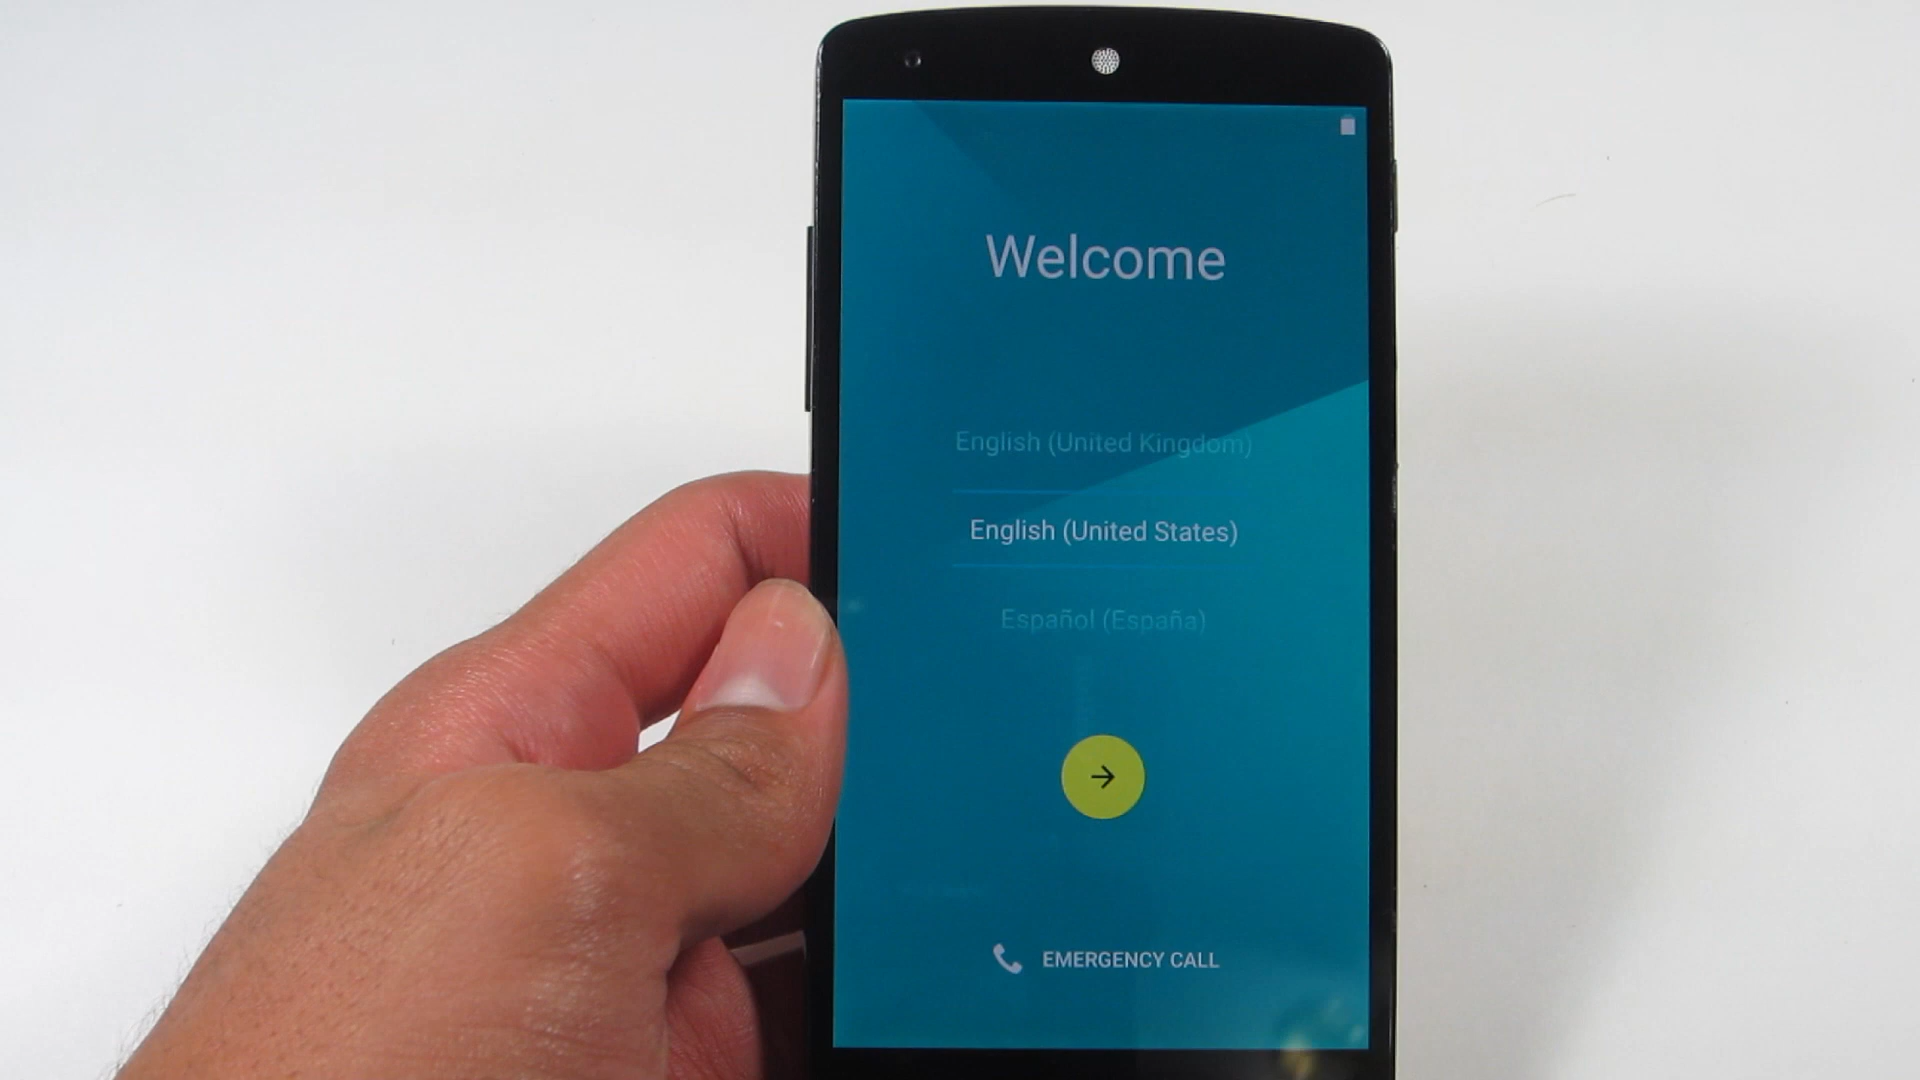 Welcome
English (United Kingdom)
English (United States)
Español (España)
EMERGENCY CALL